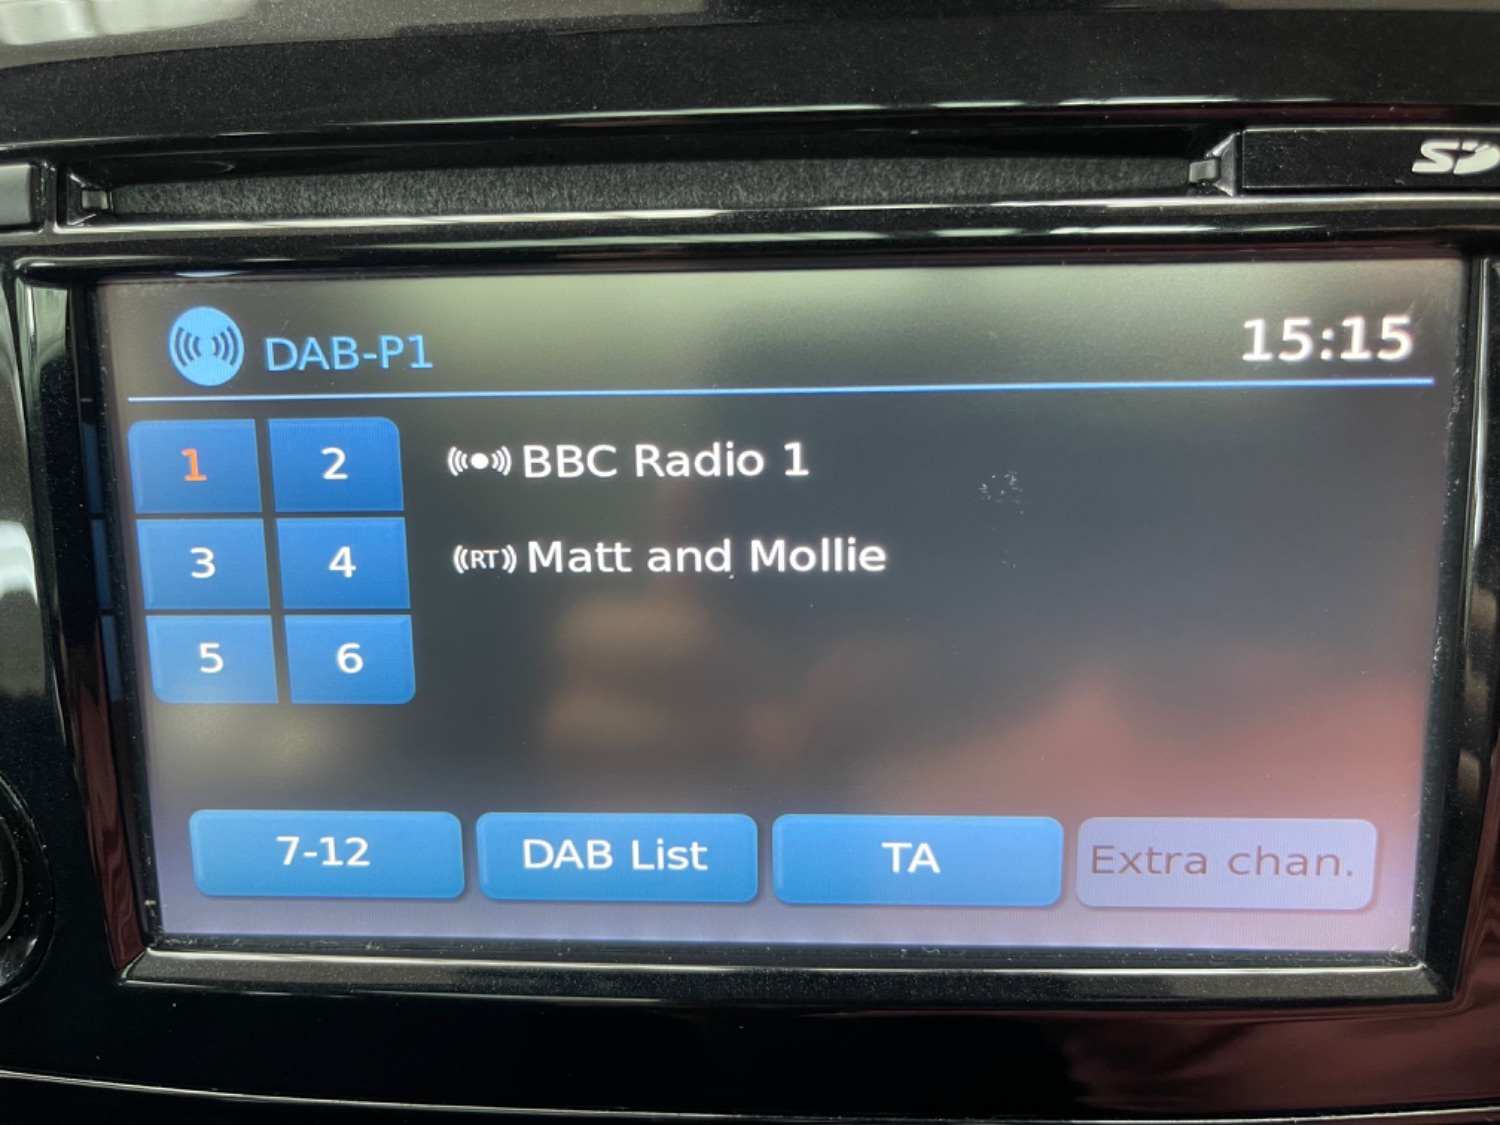 SD
DAB-P1
15:15
1 2
BBC Radio 1
3 4
RT Matt and Mollie
5 6
7-12 DAB List TA Extra chan.